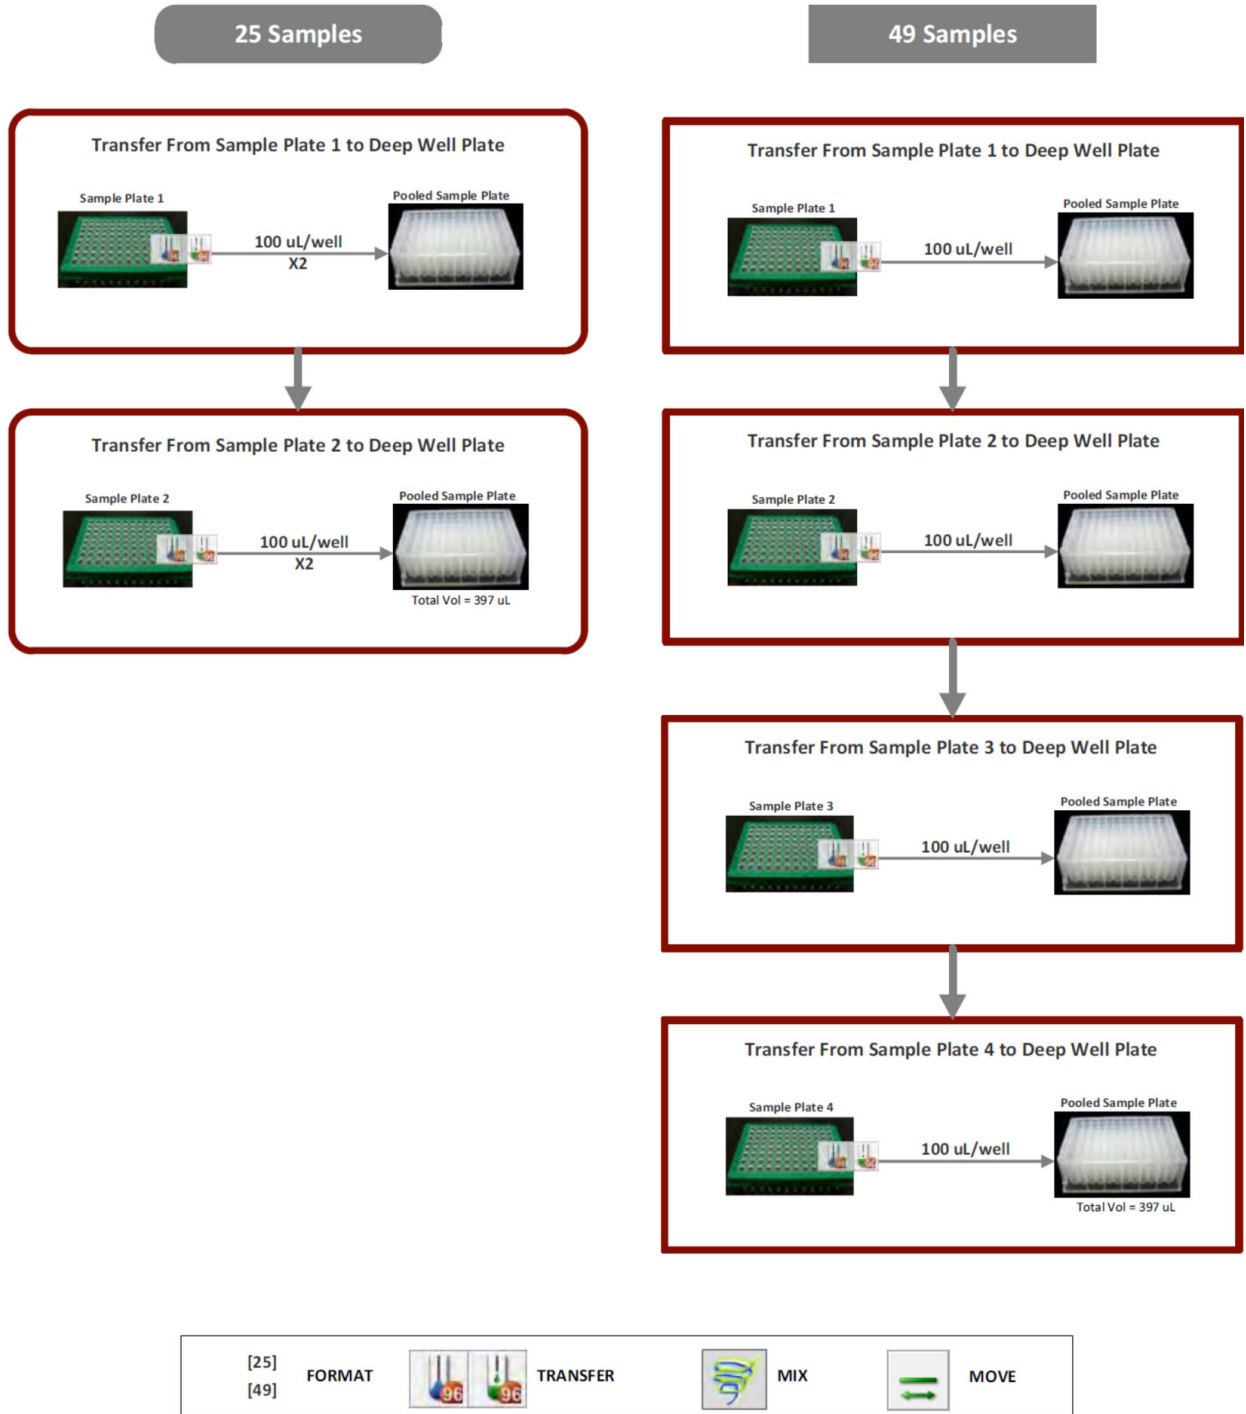 25 Samples
49 Samples
Transfer From Sample Plate 1 to Deep Well Plate
Sample Plate 1
Pooled Sample Plate
100 uL/well
X2
Transfer From Sample Plate 2 to Deep Well Plate
Sample Plate 2
Pooled Sample Plate
100 uL/well
X2
Total Vol = 397 uL
Transfer From Sample Plate 1 to Deep Well Plate
Sample Plate 1
Pooled Sample Plate
100 uL/well
Transfer From Sample Plate 2 to Deep Well Plate
Sample Plate 2
Pooled Sample Plate
100 uL/well
Transfer From Sample Plate 3 to Deep Well Plate
Sample Plate 3
Pooled Sample Plate
100 uL/well
Transfer From Sample Plate 4 to Deep Well Plate
Sample Plate 4
Pooled Sample Plate
100 uL/well
Total Vol = 397 uL
[25]
[49]
FORMAT
96
96
TRANSFER
MIX
MOVE